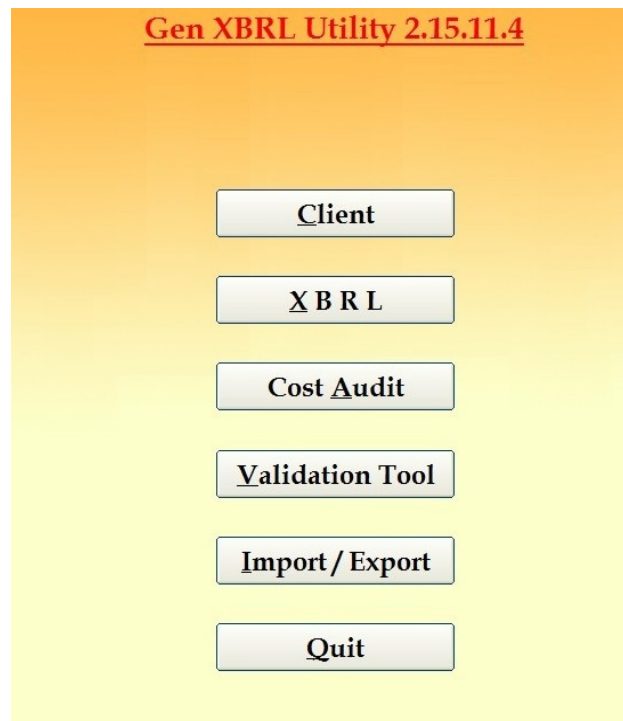 Gen XBRL Utility 2.15.11.4
Client
X B R L
Cost Audit
Validation Tool
Import / Export
Quit